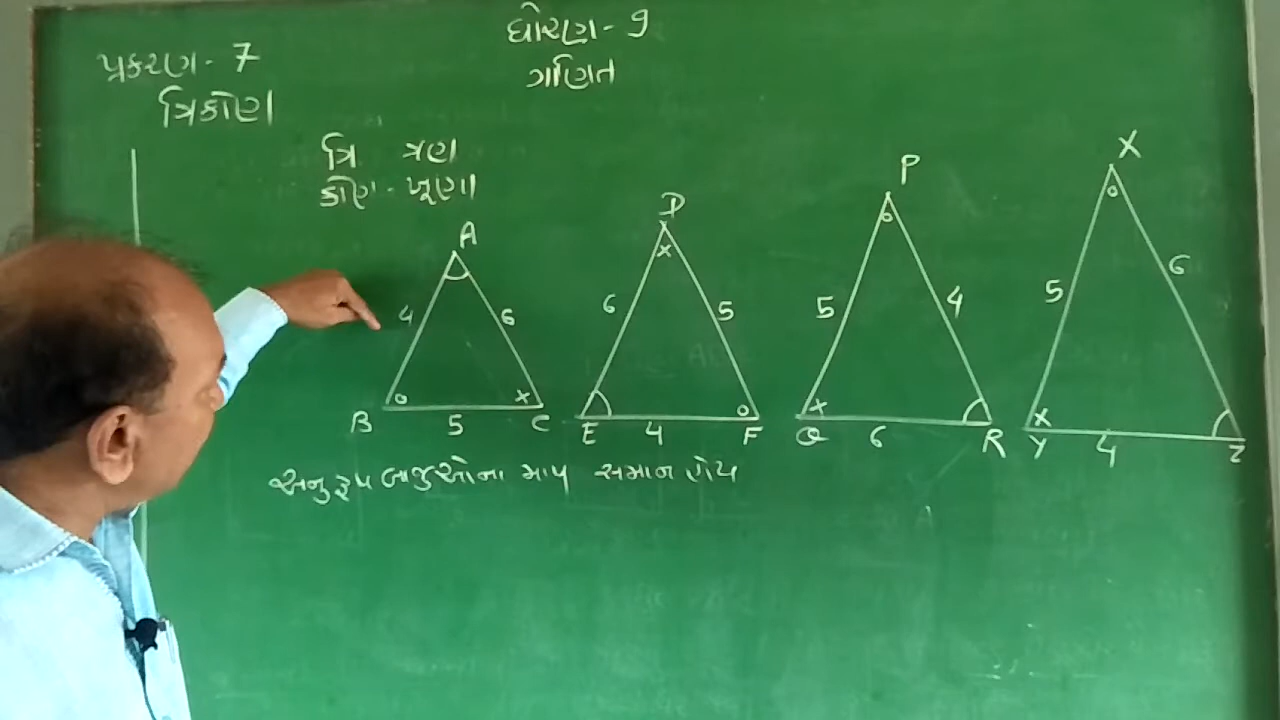 ધોરણ - 9
ગણિત
પ્રકરણ - 7
ત્રિકોણ
ત્રિ ત્રણ
કોણ - ખૂણા
A
4 6
B 5 C
D
6 5
E 4 F
P
5 4
Q 6 R
X
5 6
Y 4 Z
અનુરૂપ બાજુઓના માપ સમાન હોય